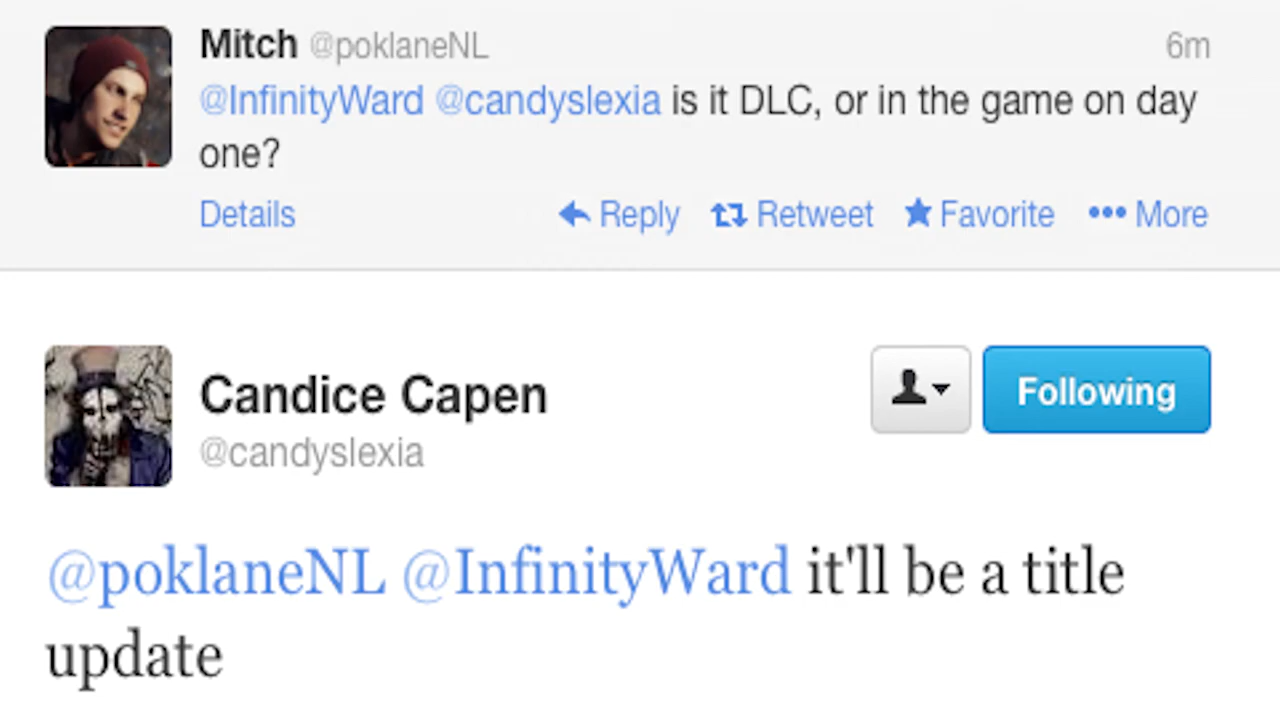 Mitch @poklaneNL 6m
@InfinityWard @candyslexia is it DLC, or in the game on day
one?
Details Reply Retweet Favorite More
Candice Capen Following
@candyslexia
@poklaneNL @InfinityWard it'll be a title
update